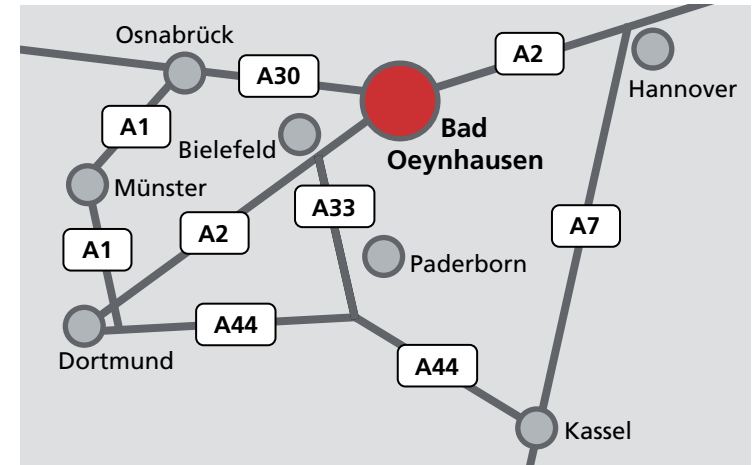 Osnabrück
A30
A2
Hannover
A1
Bielefeld
Bad
Oeynhausen
Münster
A33
A2
A7
A1
Paderborn
A44
Dortmund
A44
Kassel